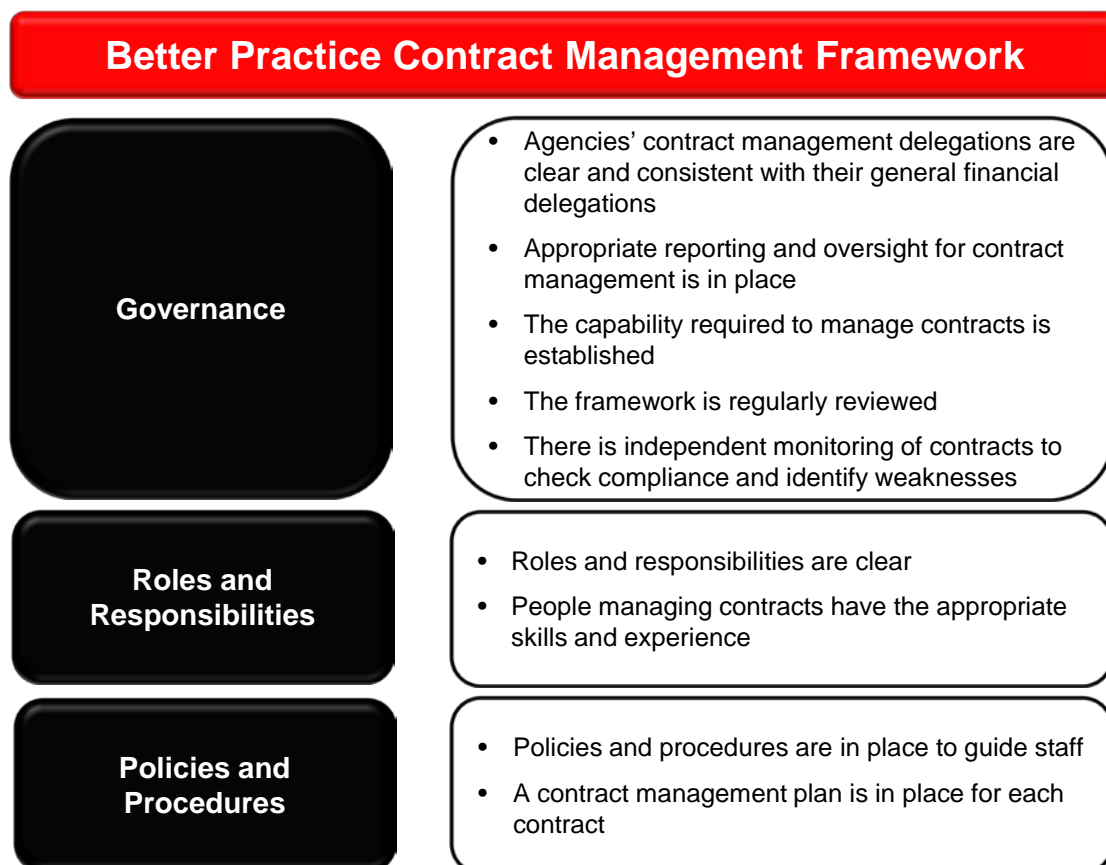 Better Practice Contract Management Framework
Governance
• Agencies’ contract management delegations are
clear and consistent with their general financial
delegations
• Appropriate reporting and oversight for contract
management is in place
• The capability required to manage contracts is
established
• The framework is regularly reviewed
• There is independent monitoring of contracts to
check compliance and identify weaknesses
Roles and
Responsibilities
• Roles and responsibilities are clear
• People managing contracts have the appropriate
skills and experience
Policies and
Procedures
• Policies and procedures are in place to guide staff
• A contract management plan is in place for each
contract